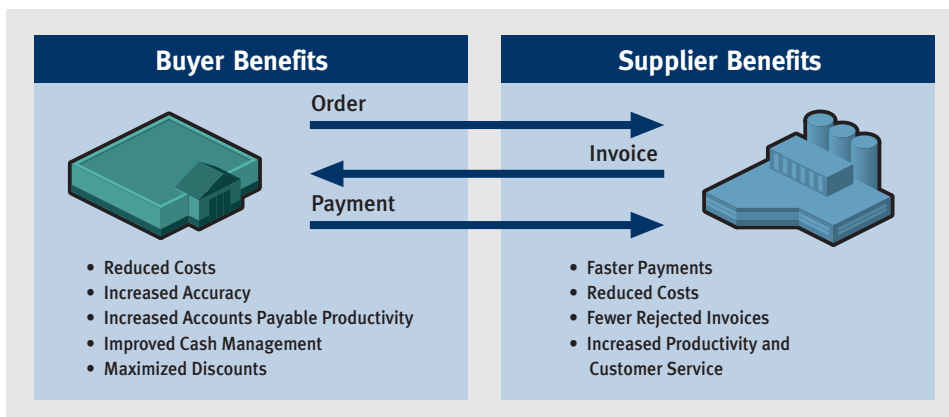 Buyer Benefits
Order
Invoice
Payment
• Reduced Costs
• Increased Accuracy
• Increased Accounts Payable Productivity
• Improved Cash Management
• Maximized Discounts
Supplier Benefits
• Faster Payments
• Reduced Costs
• Fewer Rejected Invoices
• Increased Productivity and
Customer Service